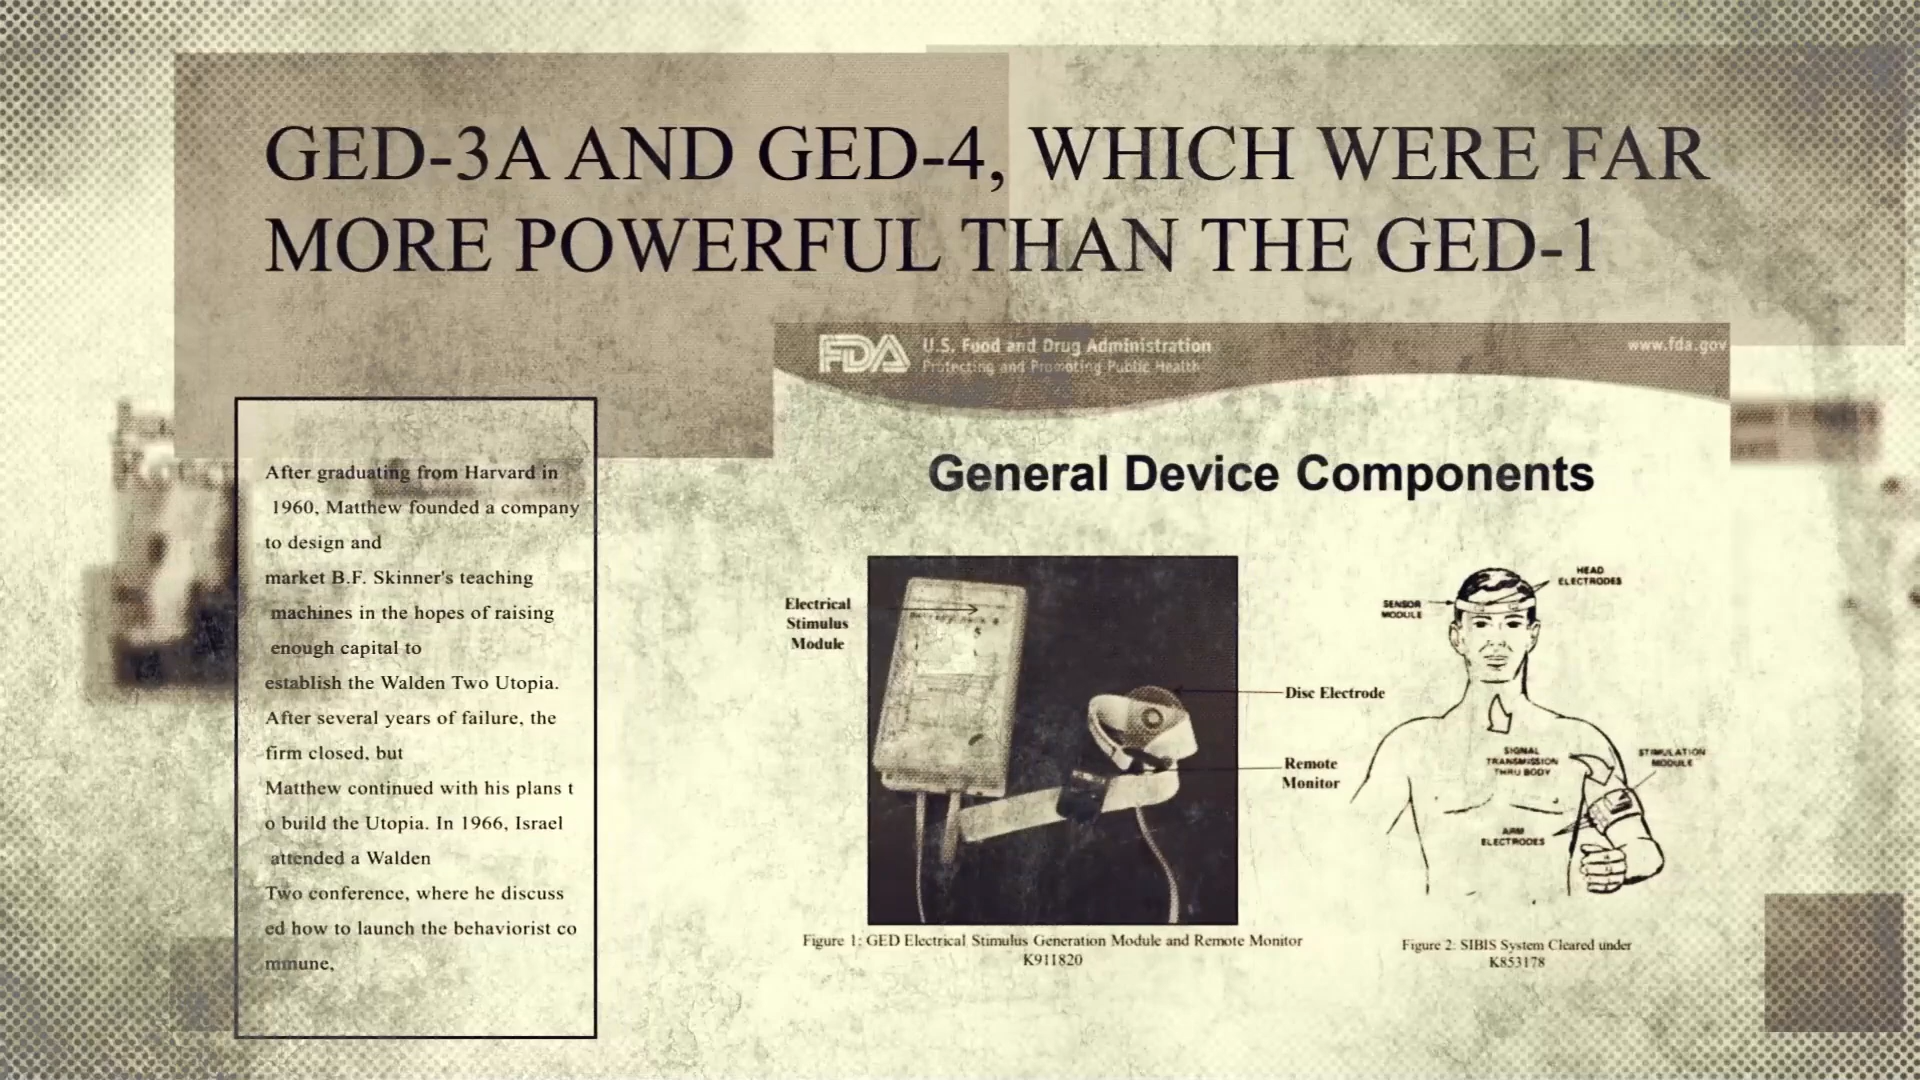 GED-3A AND GED-4, WHICH WERE FAR
MORE POWERFUL THAN THE GED-1
FDA U.S. Food and Drug Administration
Protecting and Promoting Public Health
www.fda.gov
After graduating from Harvard in
1960, Matthew founded a company
to design and
market B.F. Skinner's teaching
machines in the hopes of raising
enough capital to
establish the Walden Two Utopia.
After several years of failure, the
firm closed, but
Matthew continued with his plans t
o build the Utopia. In 1966, Israel
attended a Walden
Two conference, where he discuss
ed how to launch the behaviorist co
mmune,
General Device Components
Electrical
Stimulus
Module
Disc Electrode
Remote
Monitor
Figure 1: GED Electrical Stimulus Generation Module and Remote Monitor
K911820
HEAD
ELECTRODES
SENSOR
MODULE
SIGNAL
TRANSMISSION
THRU BODY
STIMULATION
MODULE
ARM
ELECTRODES
Figure 2: SIBIS System Cleared under
K853178